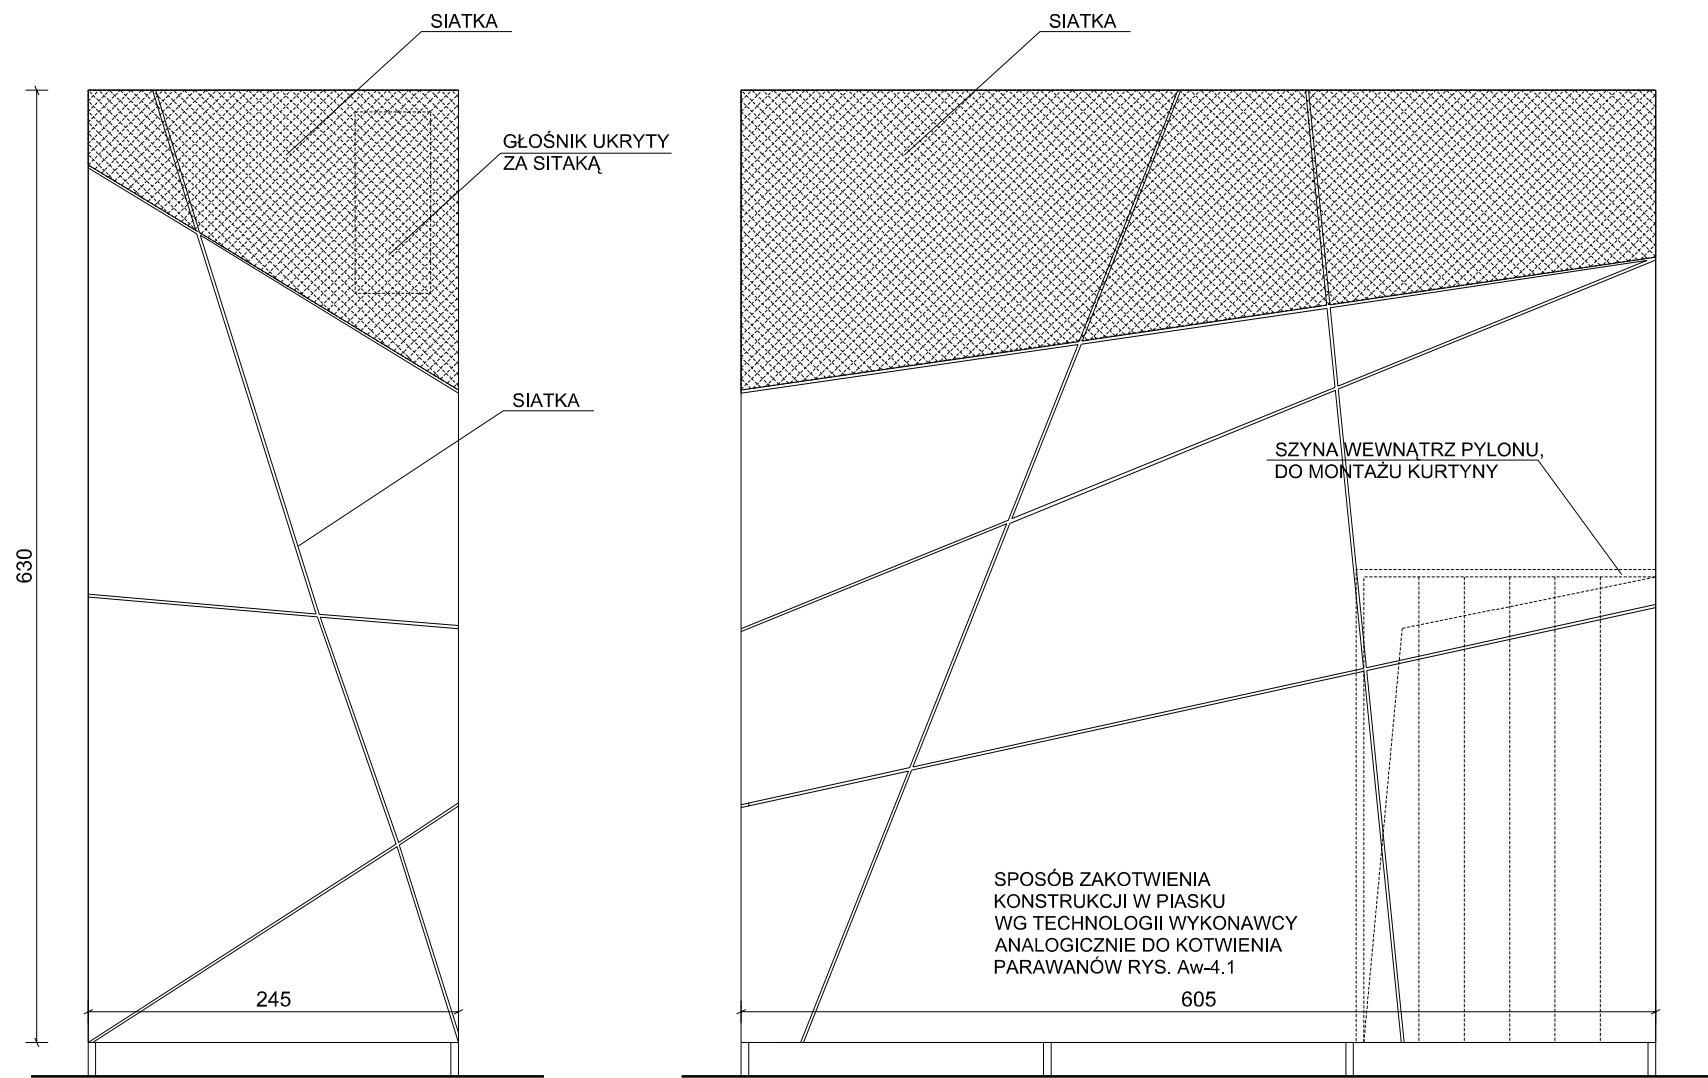 SIATKA
GŁOŚNIK UKRYTY
ZA SITAKĄ
SIATKA
630
245
SIATKA
SZYNA WEWNĄTRZ PYLONU,
DO MONTAŻU KURTYNY
SPOSÓB ZAKOTWIENIA
KONSTRUKCJI W PIASKU
WG TECHNOLOGII WYKONAWCY
ANALOGICZNIE DO KOTWIENIA
PARAWANÓW RYS. Aw-4.1
605